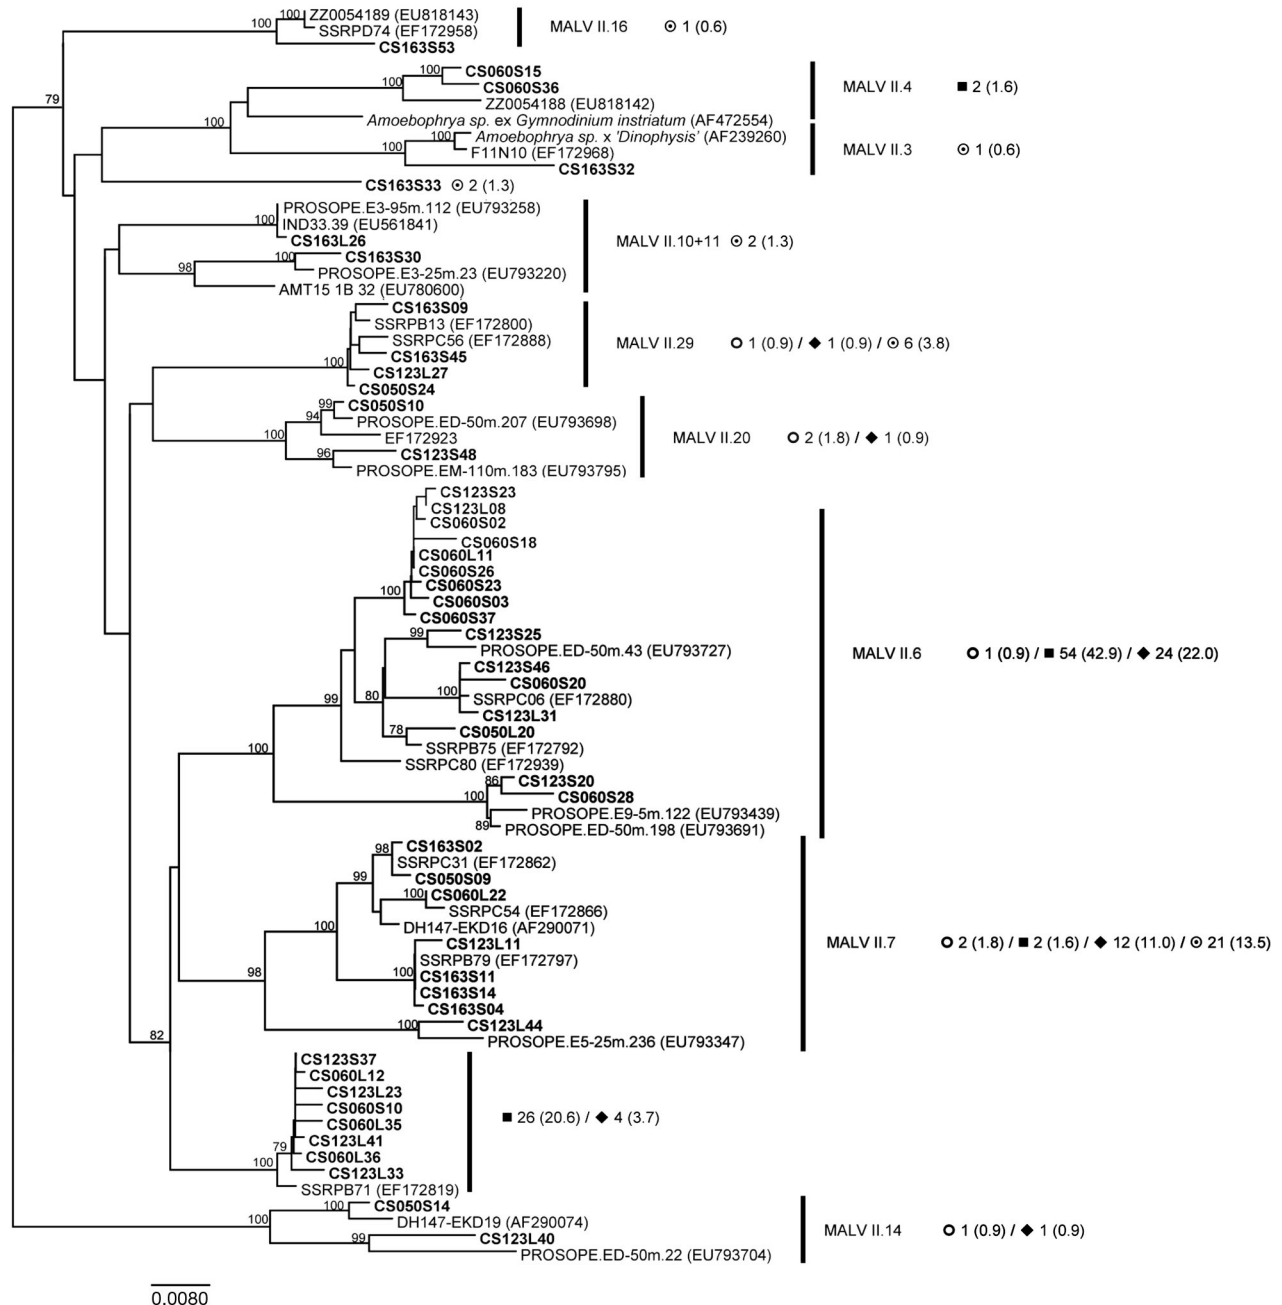 100 ZZ0054189 (EU818143)
100 SSRPD74 (EF172958)
MALV II.16 ⊙ 1 (0.6)
CS163S53
100 CS060S15
100 CS060S36
MALV II.4 ■ 2 (1.6)
79
ZZ0054188 (EU818142)
100 Amoebophrya sp. ex Gymnodinium instriatum (AF472554)
100 Amoebophrya sp. x 'Dinophysis' (AF239260)
100 F11N10 (EF172968)
MALV II.3 ⊙ 1 (0.6)
CS163S32
CS163S33 ⊙ 2 (1.3)
PROSOPE.E3-95m.112 (EU793258)
100 IND33.39 (EU561841)
CS163L26
MALV II.10+11 ⊙ 2 (1.3)
100 CS163S30
98 PROSOPE.E3-25m.23 (EU793220)
AMT15 1B 32 (EU780600)
CS163S09
SSRPB13 (EF172800)
SSRPC56 (EF172888)
MALV II.29 ○ 1 (0.9) / ◆ 1 (0.9) / ⊙ 6 (3.8)
CS163S45
100 CS123L27
CS050S24
99 CS050S10
94 PROSOPE.ED-50m.207 (EU793698)
100 EF172923
MALV II.20 ○ 2 (1.8) / ◆ 1 (0.9)
96 CS123S48
PROSOPE.EM-110m.183 (EU793795)
CS123S23
CS123L08
CS060S02
CS060S18
CS060L11
CS060S26
CS060S23
100 CS060S03
CS060S37
99 CS123S25
PROSOPE.ED-50m.43 (EU793727)
MALV II.6 ○ 1 (0.9) / ■ 54 (42.9) / ◆ 24 (22.0)
CS123S46
CS060S20
99 80 100 SSRPC06 (EF172880)
CS123L31
78 CS050L20
100 SSRPB75 (EF172792)
SSRPC80 (EF172939)
86 CS123S20
100 CS060S28
PROSOPE.E9-5m.122 (EU793439)
89 PROSOPE.ED-50m.198 (EU793691)
98 CS163S02
SSRPC31 (EF172862)
99 CS050S09
100 CS060L22
SSRPC54 (EF172866)
100 DH147-EKD16 (AF290071)
CS123L11
MALV II.7 ○ 2 (1.8) / ■ 2 (1.6) / ◆ 12 (11.0) / ⊙ 21 (13.5)
SSRPB79 (EF172797)
98 100 CS163S11
CS163S14
CS163S04
100 CS123L44
82 PROSOPE.E5-25m.236 (EU793347)
CS123S37
CS060L12
CS123L23
CS060S10
■ 26 (20.6) / ◆ 4 (3.7)
CS060L35
CS123L41
79 CS060L36
100 CS123L33
SSRPB71 (EF172819)
100 CS050S14
100 DH147-EKD19 (AF290074)
MALV II.14 ○ 1 (0.9) / ◆ 1 (0.9)
99 CS123L40
PROSOPE.ED-50m.22 (EU793704)
0.0080